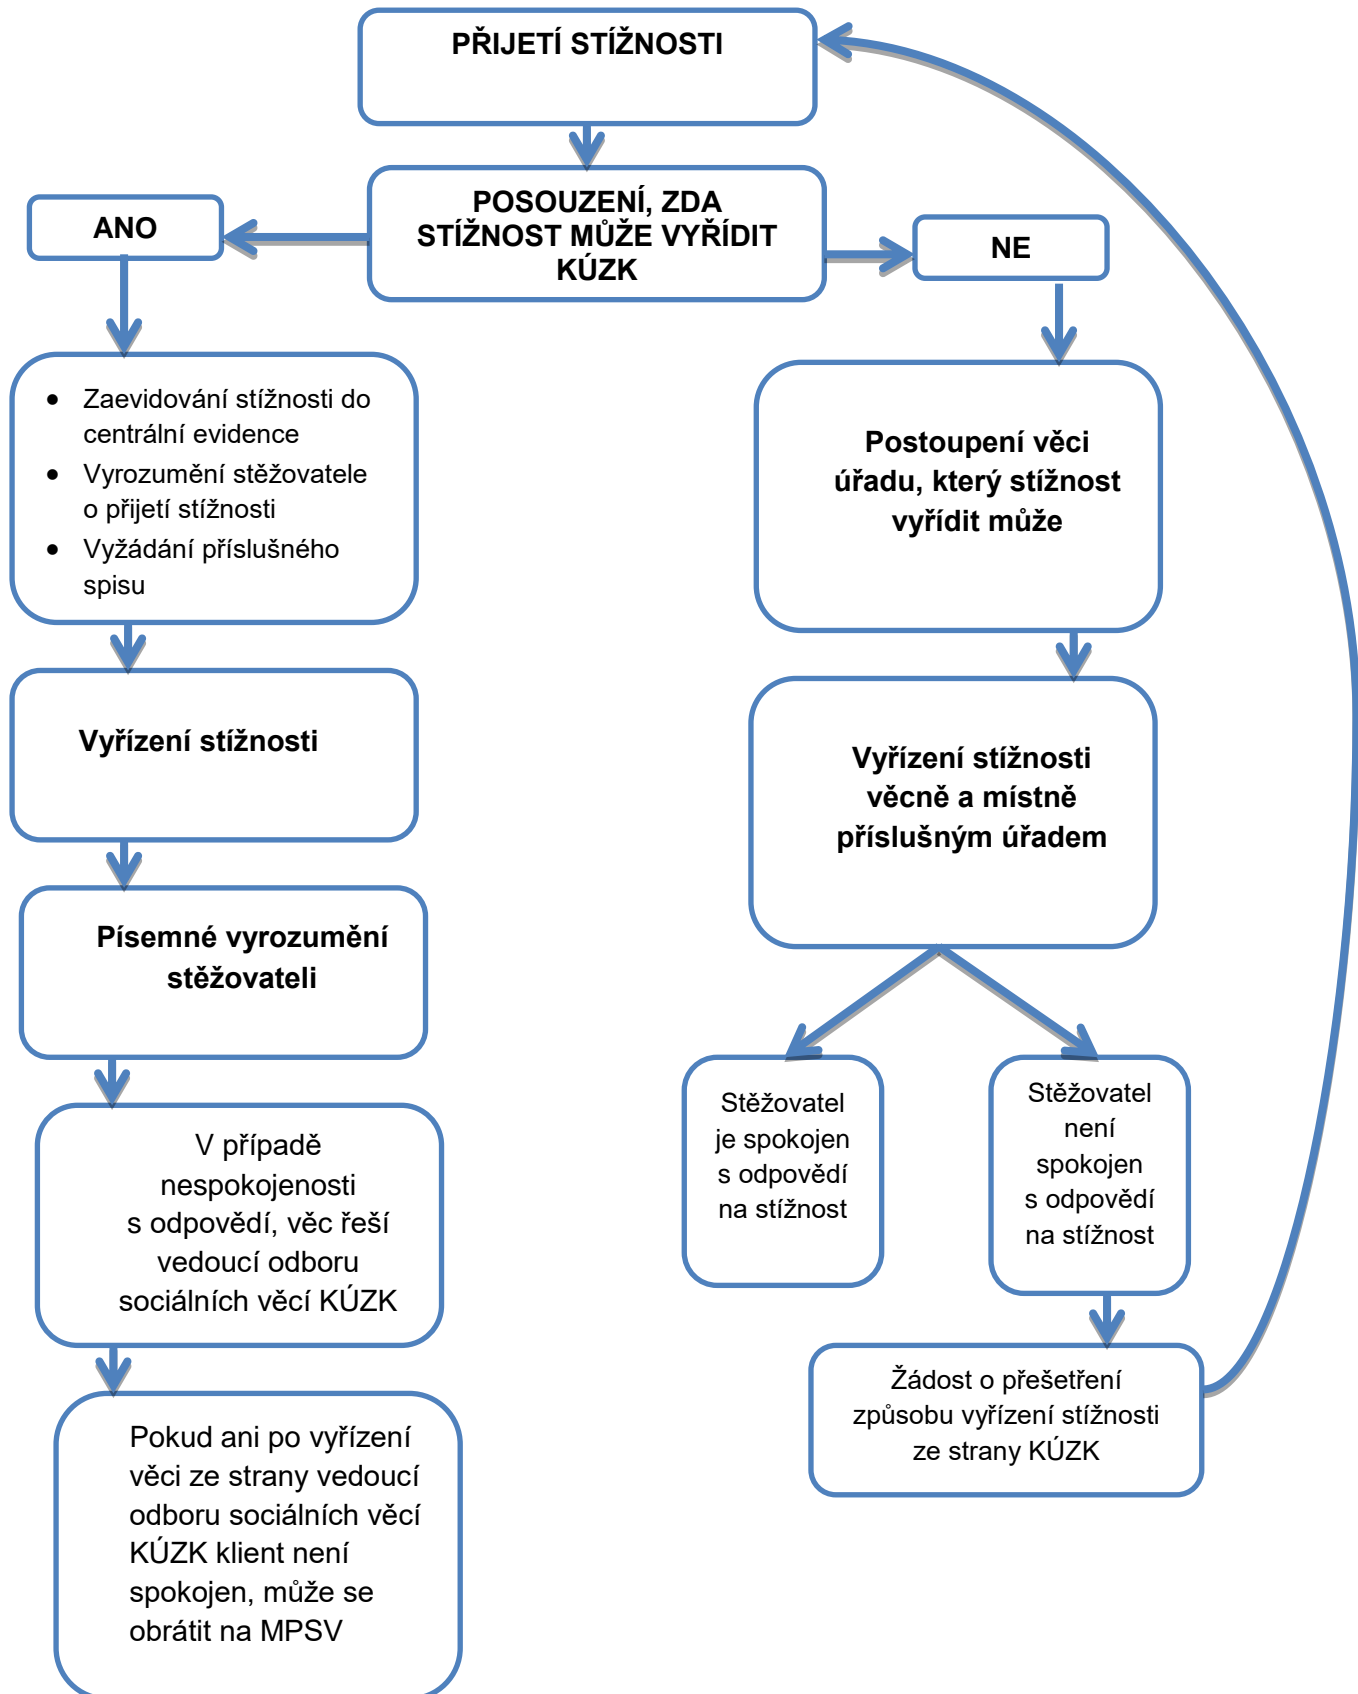 PŘIJETÍ STÍŽNOSTI
POSOUZENÍ, ZDA
STÍŽNOST MŮŽE VYŘÍDIT
KÚZK
ANO
NE
• Zaevidování stížnosti do
centrální evidence
• Vyrozumění stěžovatele
o přijetí stížnosti
• Vyžádání příslušného
spisu
Vyřízení stížnosti
Písemné vyrozumění
stěžovateli
V případě
nespokojenosti
s odpovědí, věc řeší
vedoucí odboru
sociálních věcí KÚZK
Pokud ani po vyřízení
věci ze strany vedoucí
odboru sociálních věcí
KÚZK klient není
spokojen, může se
obrátit na MPSV
Postoupení věci
úřadu, který stížnost
vyřídit může
Vyřízení stížnosti
věcně a místně
příslušným úřadem
Stěžovatel
je spokojen
s odpovědí
na stížnost
Stěžovatel
není
spokojen
s odpovědí
na stížnost
Žádost o přešetření
způsobu vyřízení stížnosti
ze strany KÚZK